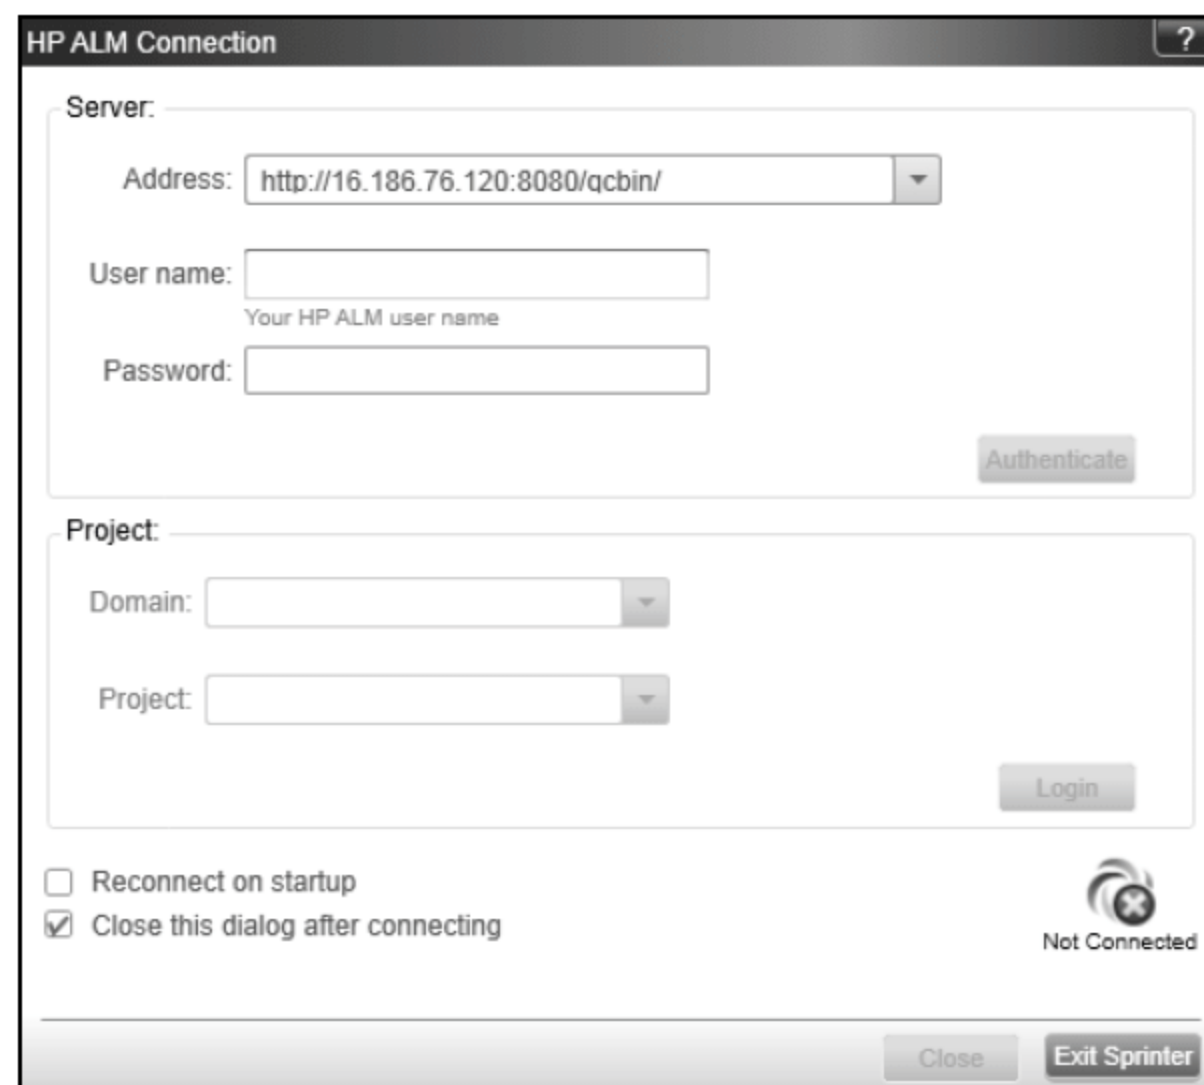 HP ALM Connection
?
Server:
Address: http://16.186.76.120:8080/qcbin/
User name:
Your HP ALM user name
Password:
Authenticate
Project:
Domain:
Project:
Login
Reconnect on startup
Close this dialog after connecting
Not Connected
Close Exit Sprinter